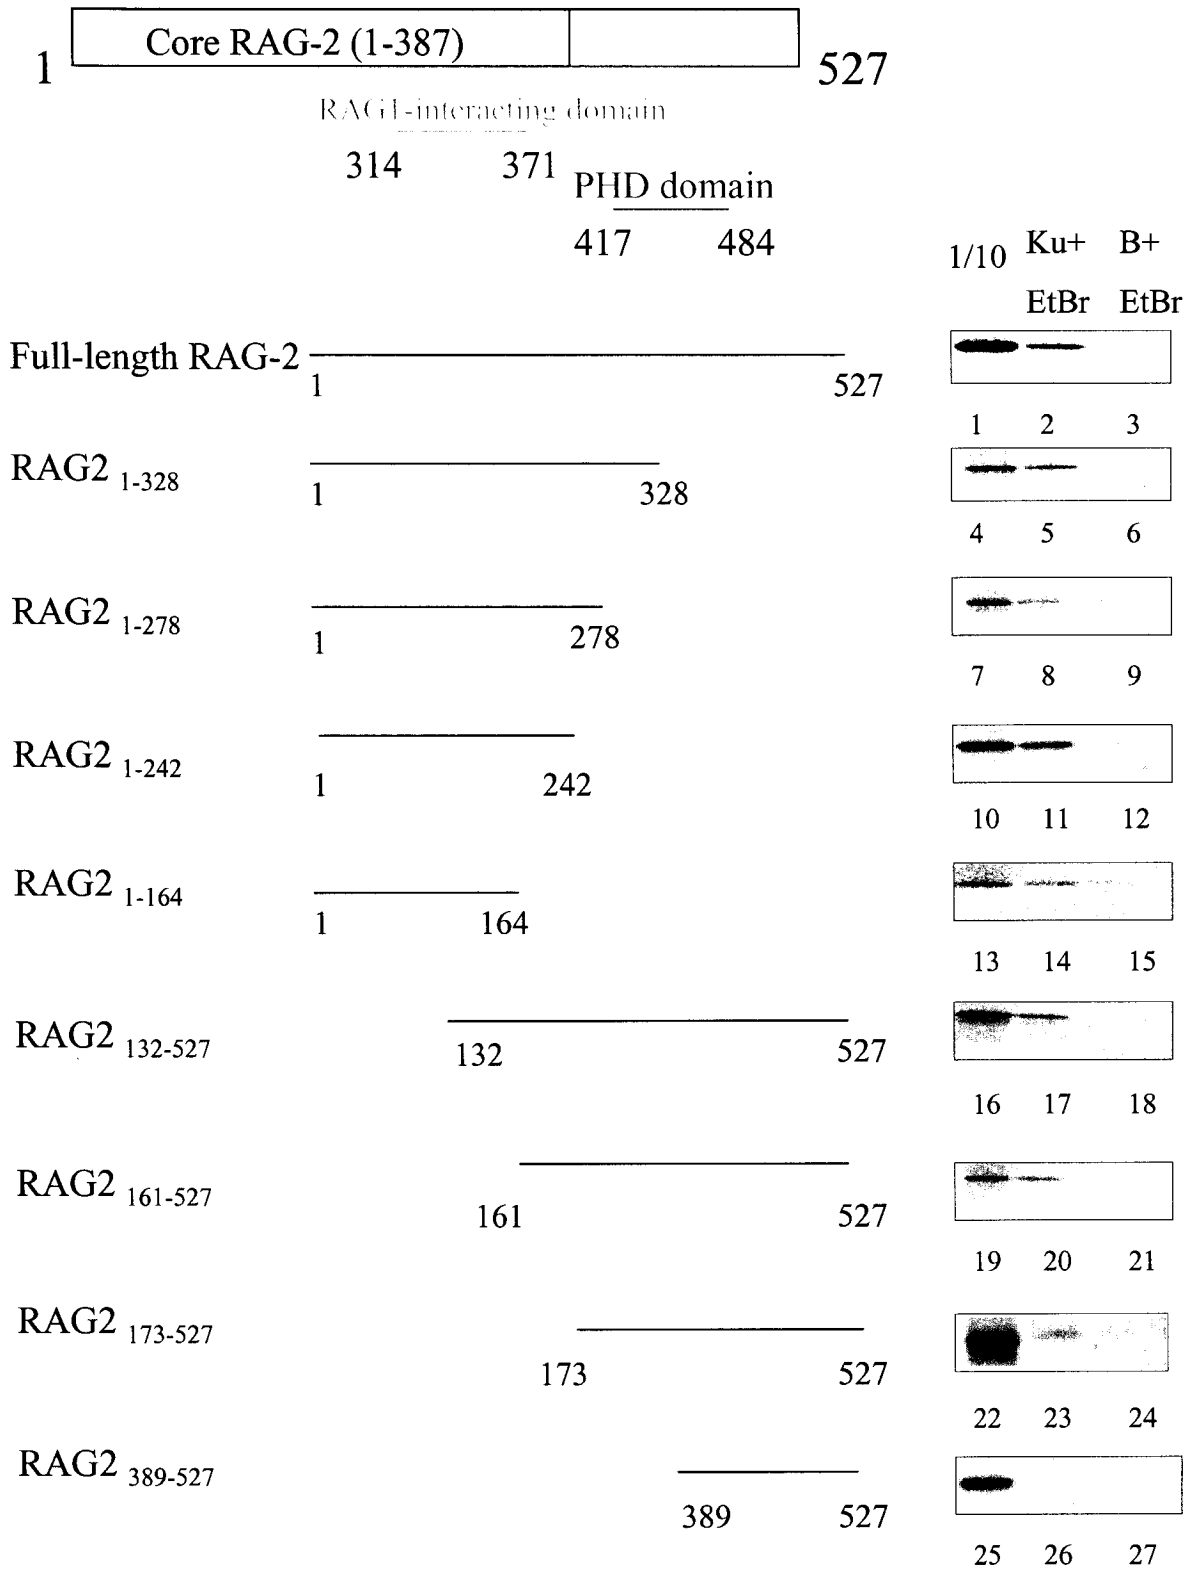 Core RAG-2 (1-387)
1 527
RAG1-interacting domain
314 371
PHD domain
417 484
1/10 Ku+ B+
EtBr EtBr
Full-length RAG-2
1 527
1 2 3
RAG2 1-328
1 328
4 5 6
RAG2 1-278
1 278
7 8 9
RAG2 1-242
1 242
10 11 12
RAG2 1-164
1 164
13 14 15
RAG2 132-527
132 527
16 17 18
RAG2 161-527
161 527
19 20 21
RAG2 173-527
173 527
22 23 24
RAG2 389-527
389 527
25 26 27